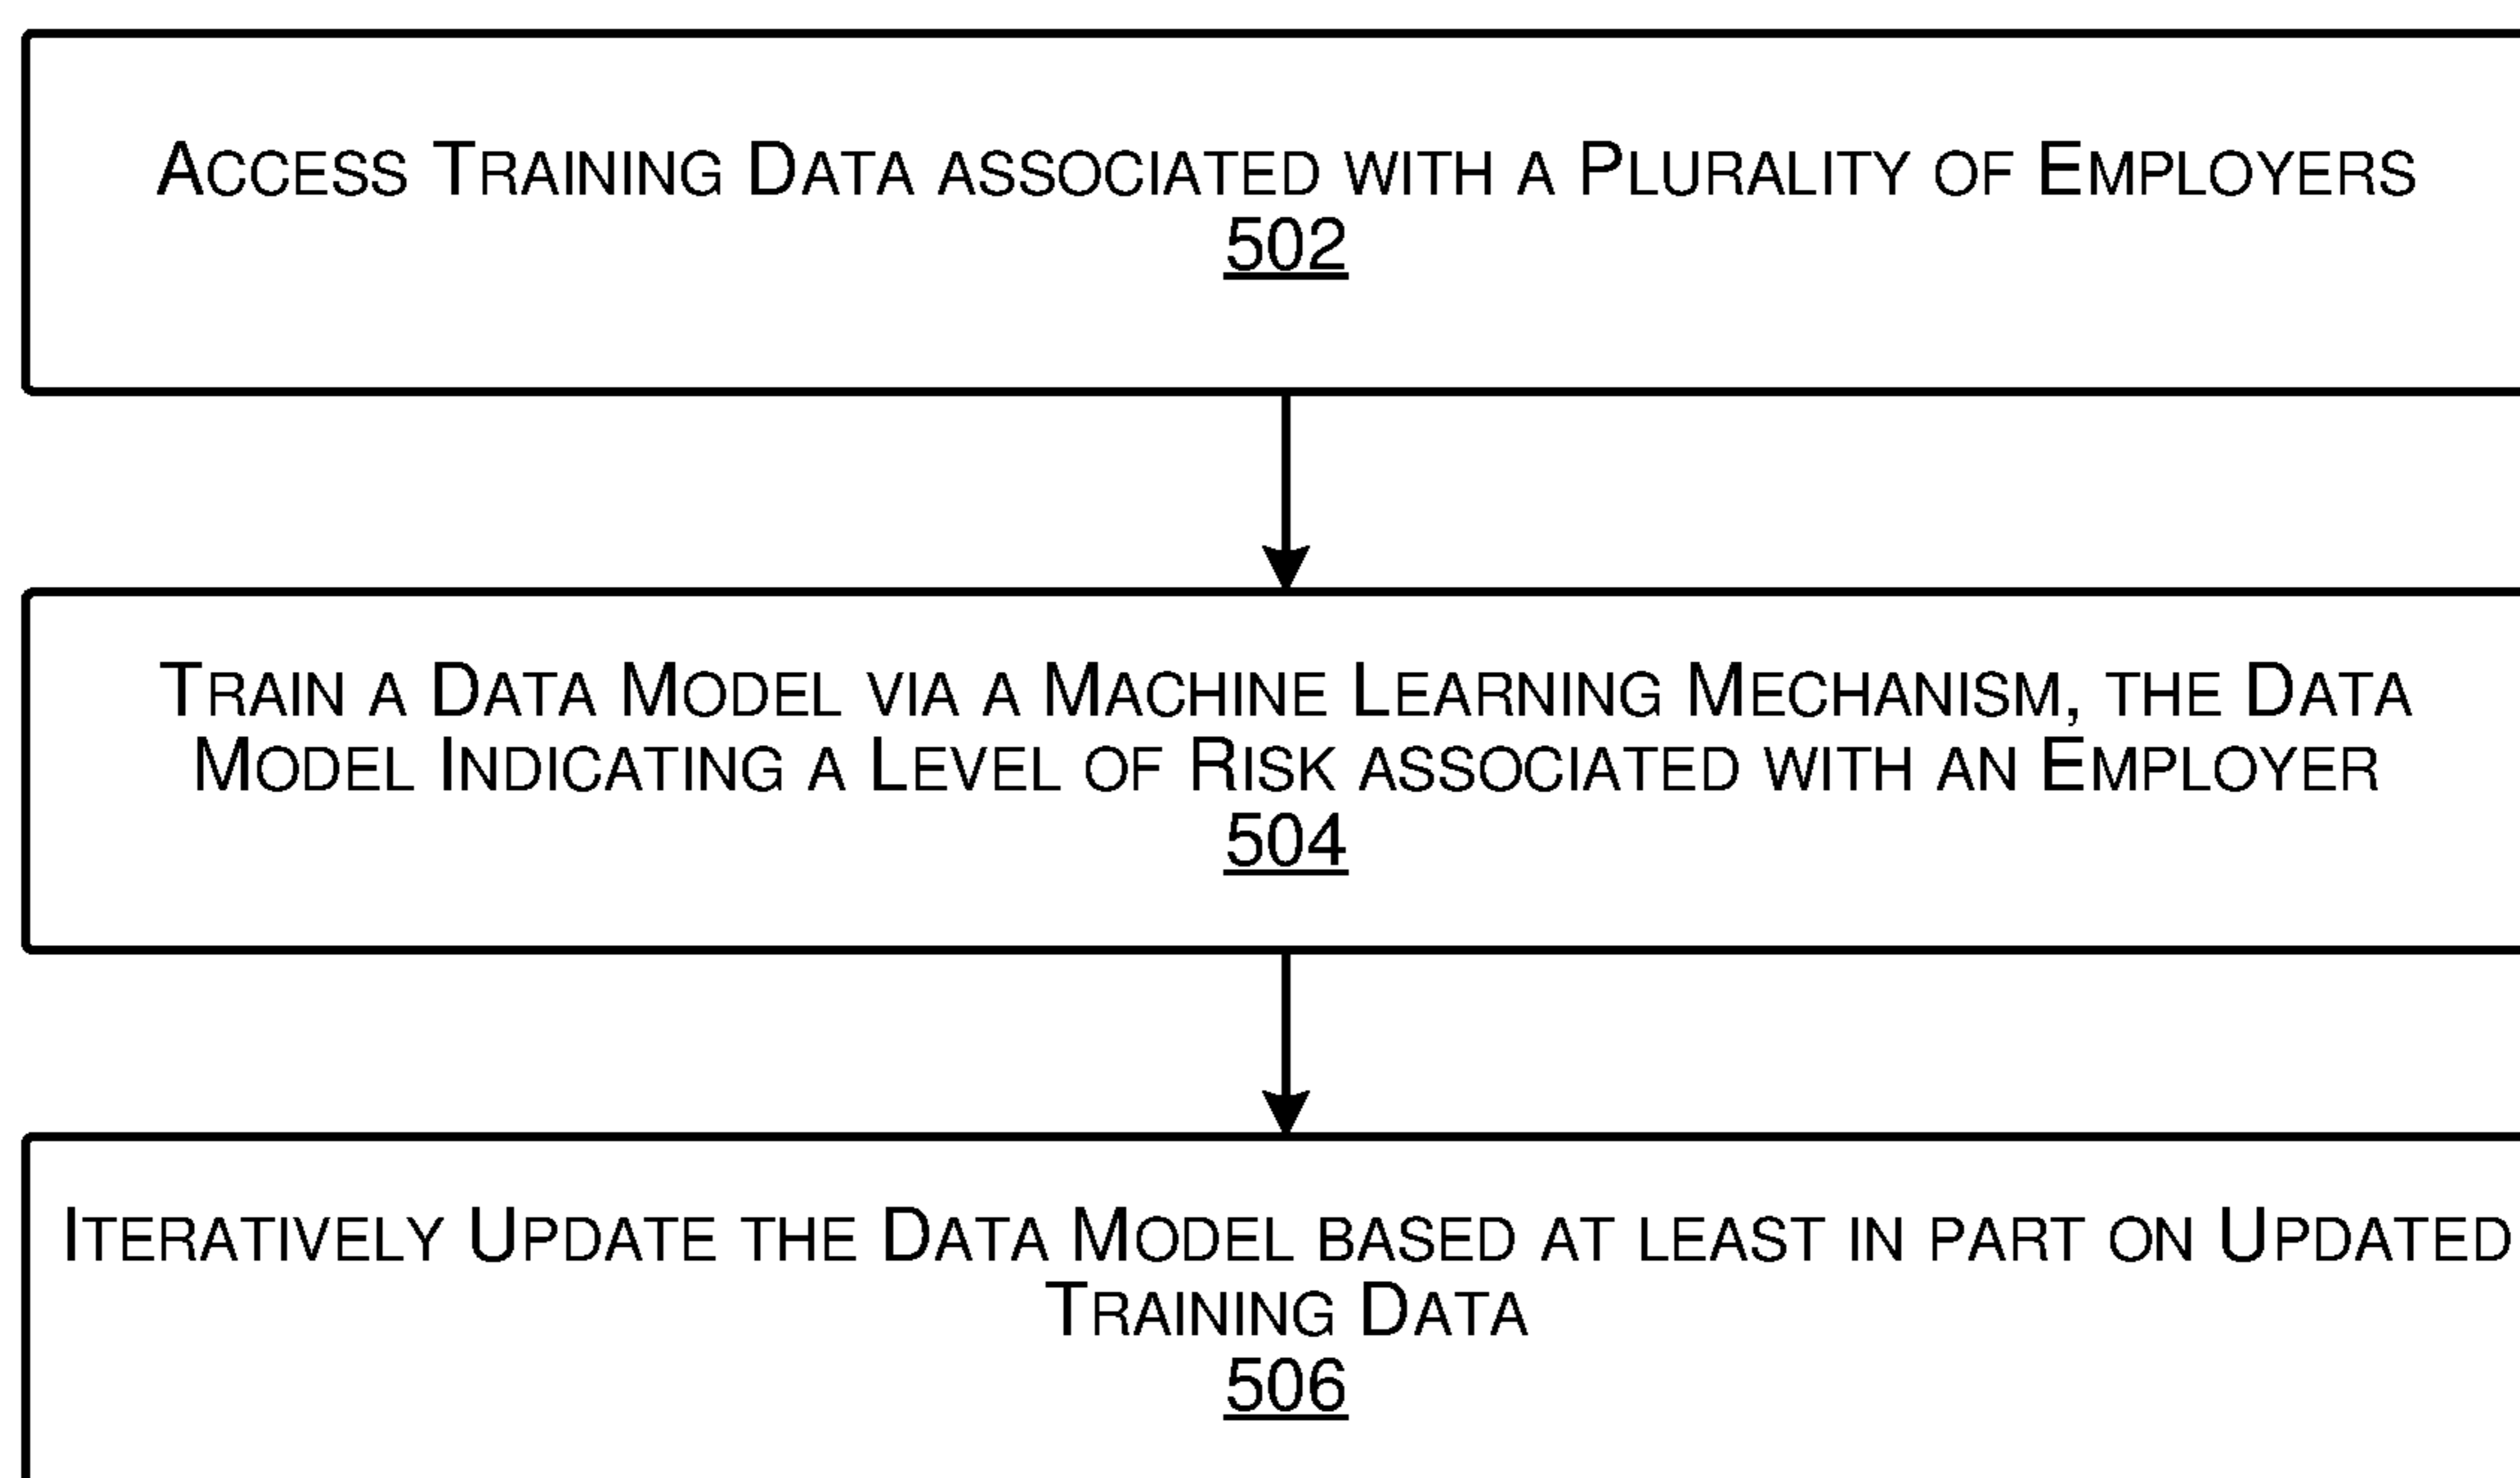 Access Training Data associated with a Plurality of Employers
502
Train a Data Model via a Machine Learning Mechanism, the Data
Model Indicating a Level of Risk associated with an Employer
504
Iteratively Update the Data Model based at least in part on Updated
Training Data
506